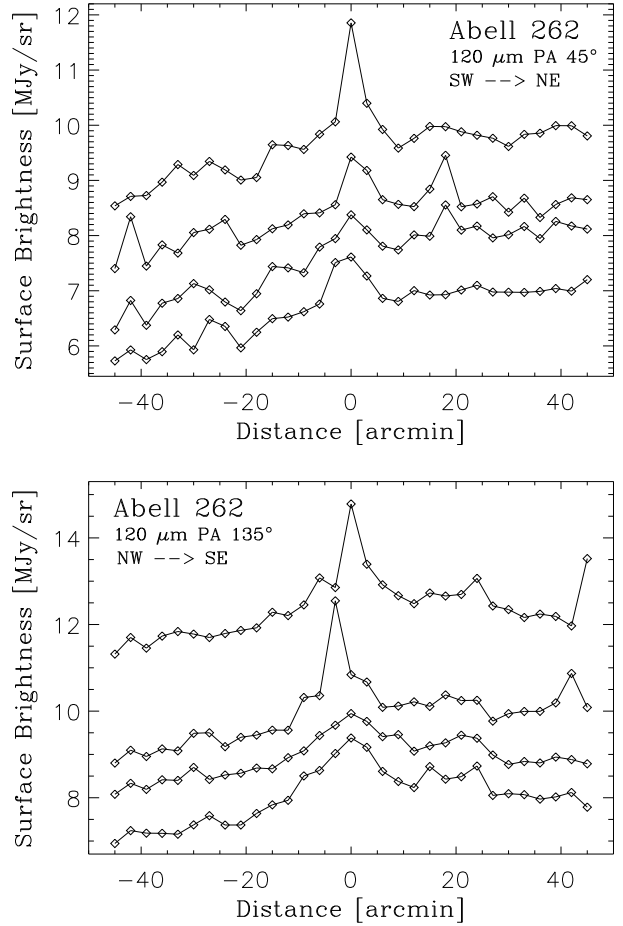 Abell 262
120 μm PA 45°
SW --> NE
12
11
10
9
8
7
6
Surface Brightness [MJy/sr]
−40 −20 0 20 40
Distance [arcmin]
Abell 262
120 μm PA 135°
NW --> SE
14
12
10
8
Surface Brightness [MJy/sr]
−40 −20 0 20 40
Distance [arcmin]